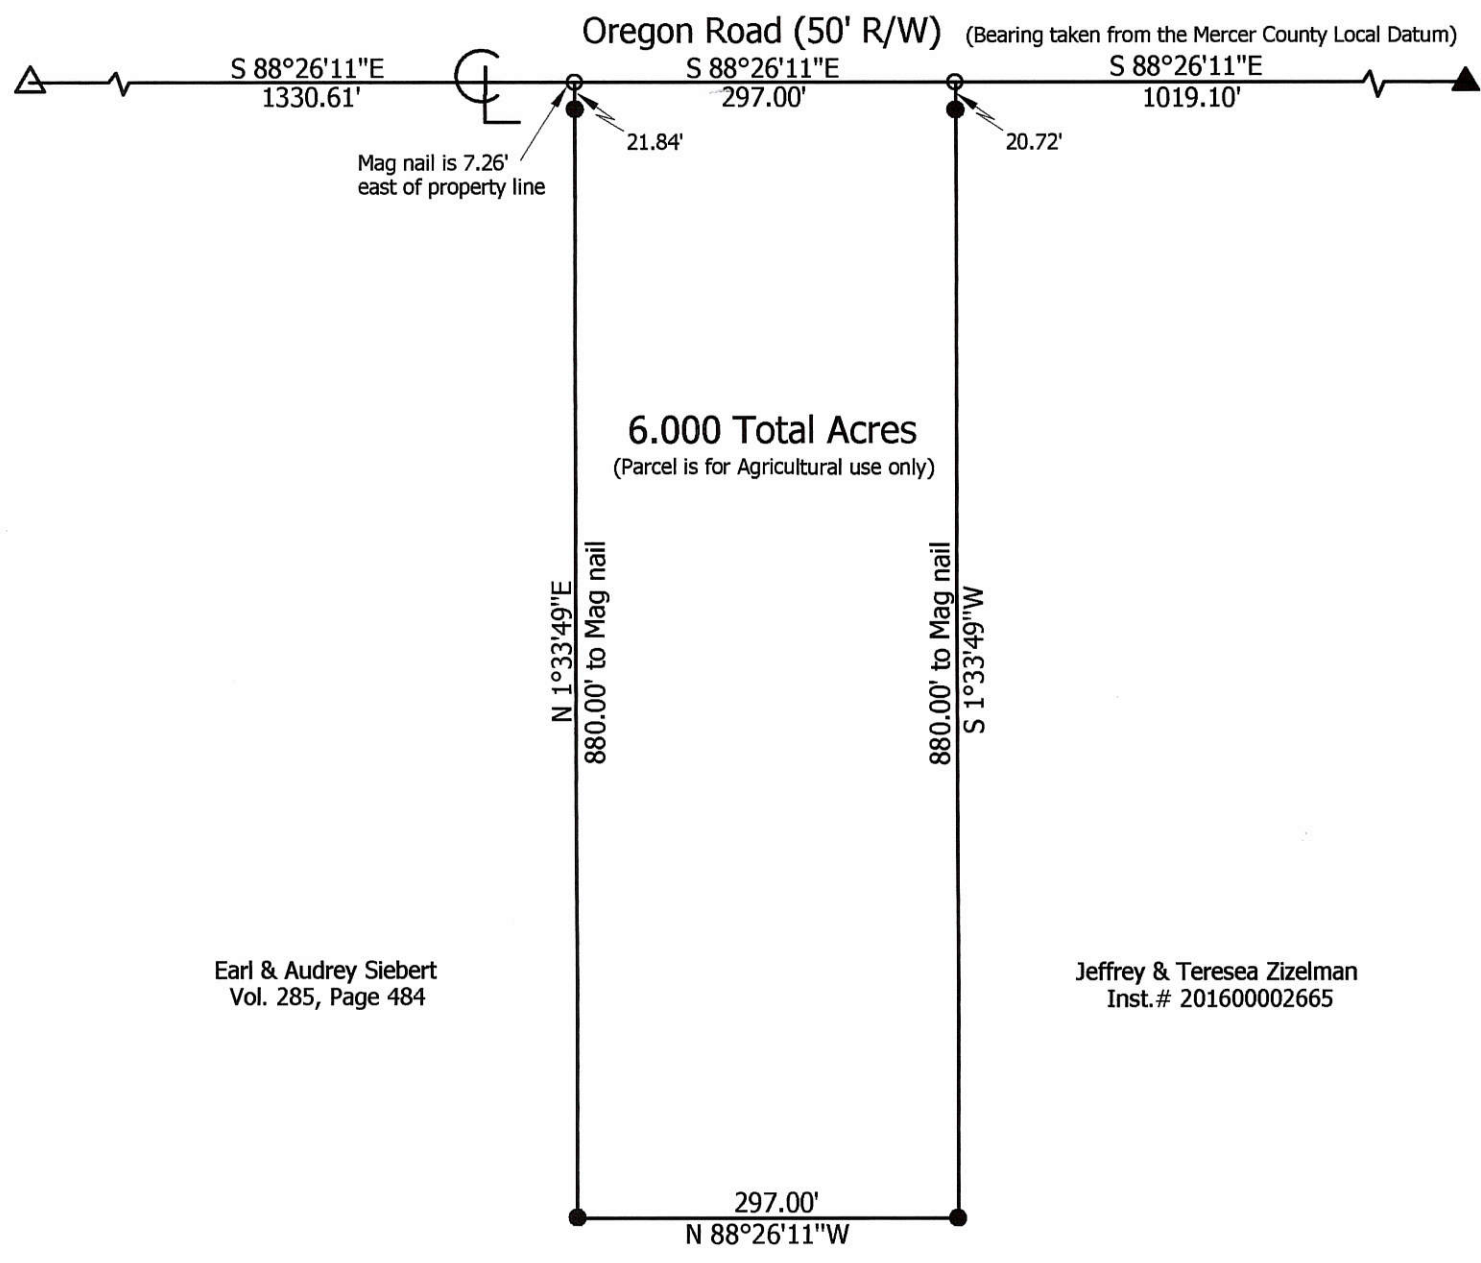 Oregon Road (50' R/W) (Bearing taken from the Mercer County Local Datum)
S 88°26'11"E
1330.61'
CL
S 88°26'11"E
297.00'
S 88°26'11"E
1019.10'
21.84'
20.72'
Mag nail is 7.26'
east of property line
6.000 Total Acres
(Parcel is for Agricultural use only)
N 1°33'49"E
880.00' to Mag nail
880.00' to Mag nail
S 1°33'49"W
Earl & Audrey Siebert
Vol. 285, Page 484
Jeffrey & Teresea Zizelman
Inst.# 201600002665
297.00'
N 88°26'11"W